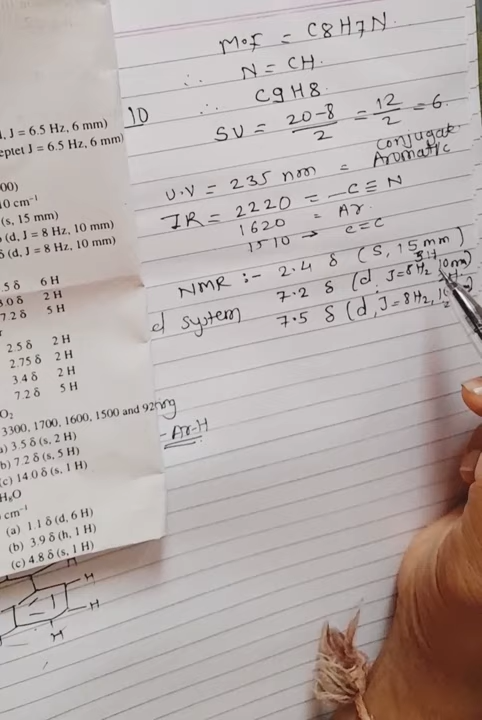 M·F = C8H7N.
∴ N = CH.
10 ∴ C9H8
SU = 20-8/2 = 12/2 = 6.
U.V = 235 nm = conjugat. Aromatic
IR = 2220 = -C≡N
1620 = Ar.
1510 → C=C
NMR :- 2.4 δ (S, 15mm) 3H
7.2 δ (d, J=8Hz, 10mm)
d system 7.5 δ (d, J=8Hz,
ring
-Ar-H
, J = 6.5 Hz, 6 mm)
eptet J = 6.5 Hz, 6 mm)
00)
10 cm⁻¹
(s, 15 mm)
(d, J = 8 Hz, 10 mm)
δ (d, J = 8 Hz, 10 mm)
.5 δ 6 H
3.0 δ 2 H
7.2 δ 5 H
2.5 δ 2 H
2.75 δ 2 H
3.4 δ 2 H
7.2 δ 5 H
O₂
3300, 1700, 1600, 1500 and 92
a) 3.5 δ (s, 2 H)
b) 7.2 δ (s, 5 H)
(c) 14.0 δ (s, 1 H)
H₈O
cm⁻¹
(a) 1.1 δ (d, 6 H)
(b) 3.9 δ (h, 1 H)
(c) 4.8 δ (s, 1 H)
H
H
H